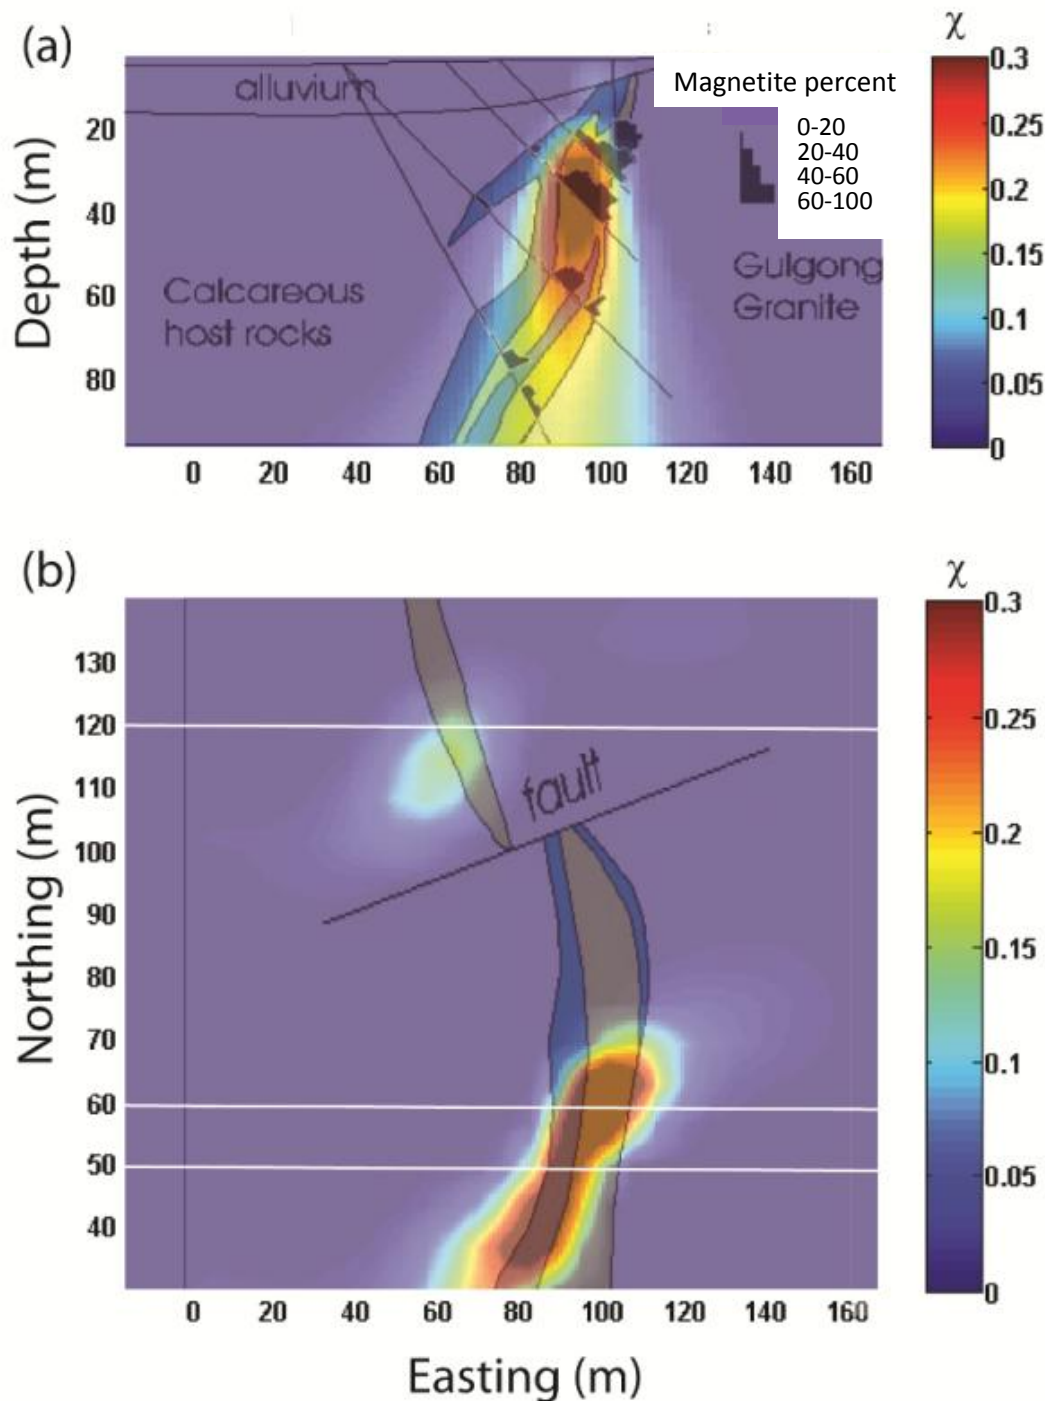 (a)
χ
alluvium
Magnetite percent
0-20
20-40
40-60
60-100
Calcareous
host rocks
Gulgong
Granite
Depth (m)
20
40
60
80
0 20 40 60 80 100 120 140 160
0.3
0.25
0.2
0.15
0.1
0.05
0
(b)
χ
fault
Northing (m)
130
120
110
100
90
80
70
60
50
40
0 20 40 60 80 100 120 140 160
Easting (m)
0.3
0.25
0.2
0.15
0.1
0.05
0